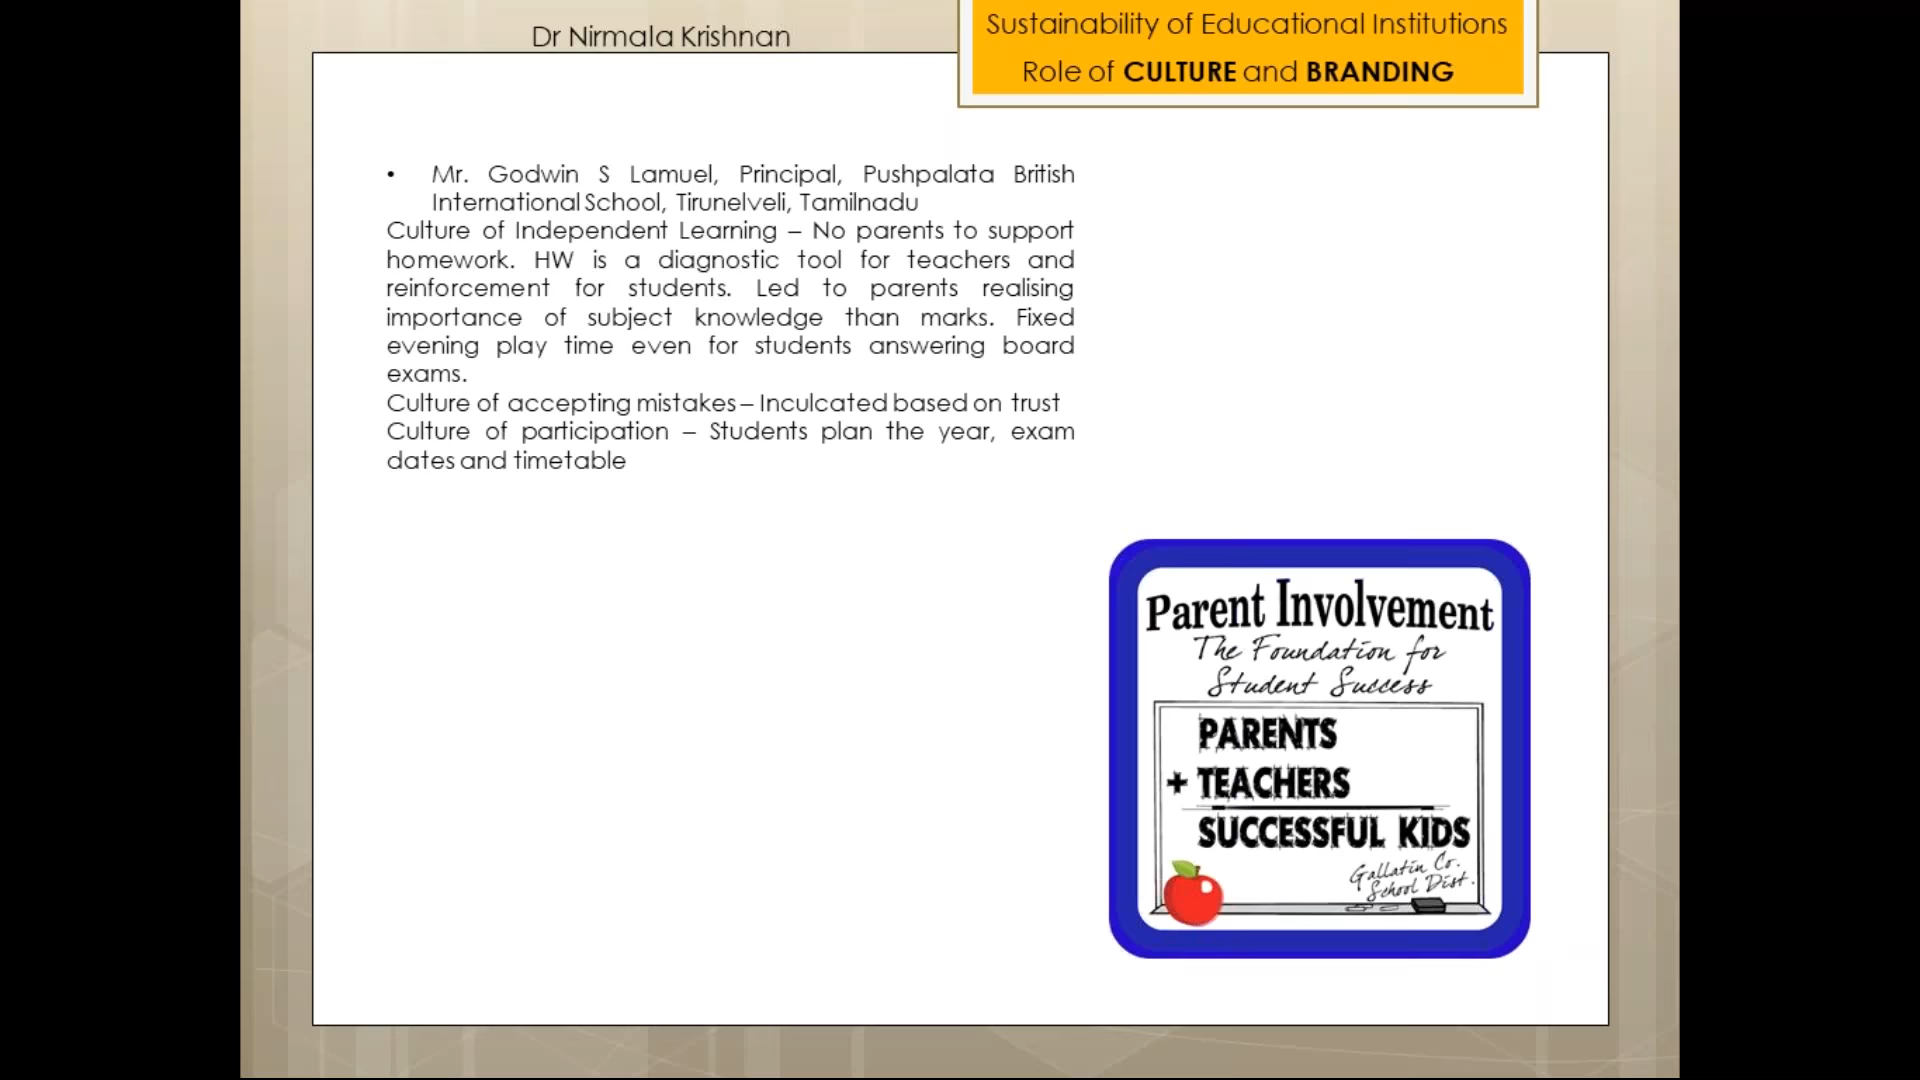 Dr Nirmala Krishnan
Sustainability of Educational Institutions
Role of CULTURE and BRANDING
• Mr. Godwin S Lamuel, Principal, Pushpalata British
International School, Tirunelveli, Tamilnadu
Culture of Independent Learning – No parents to support
homework. HW is a diagnostic tool for teachers and
reinforcement for students. Led to parents realising
importance of subject knowledge than marks. Fixed
evening play time even for students answering board
exams.
Culture of accepting mistakes – Inculcated based on trust
Culture of participation – Students plan the year, exam
dates and timetable
Parent Involvement
The Foundation for
Student Success
PARENTS
+ TEACHERS
SUCCESSFUL KIDS
Gallatin Co.
School Dist.